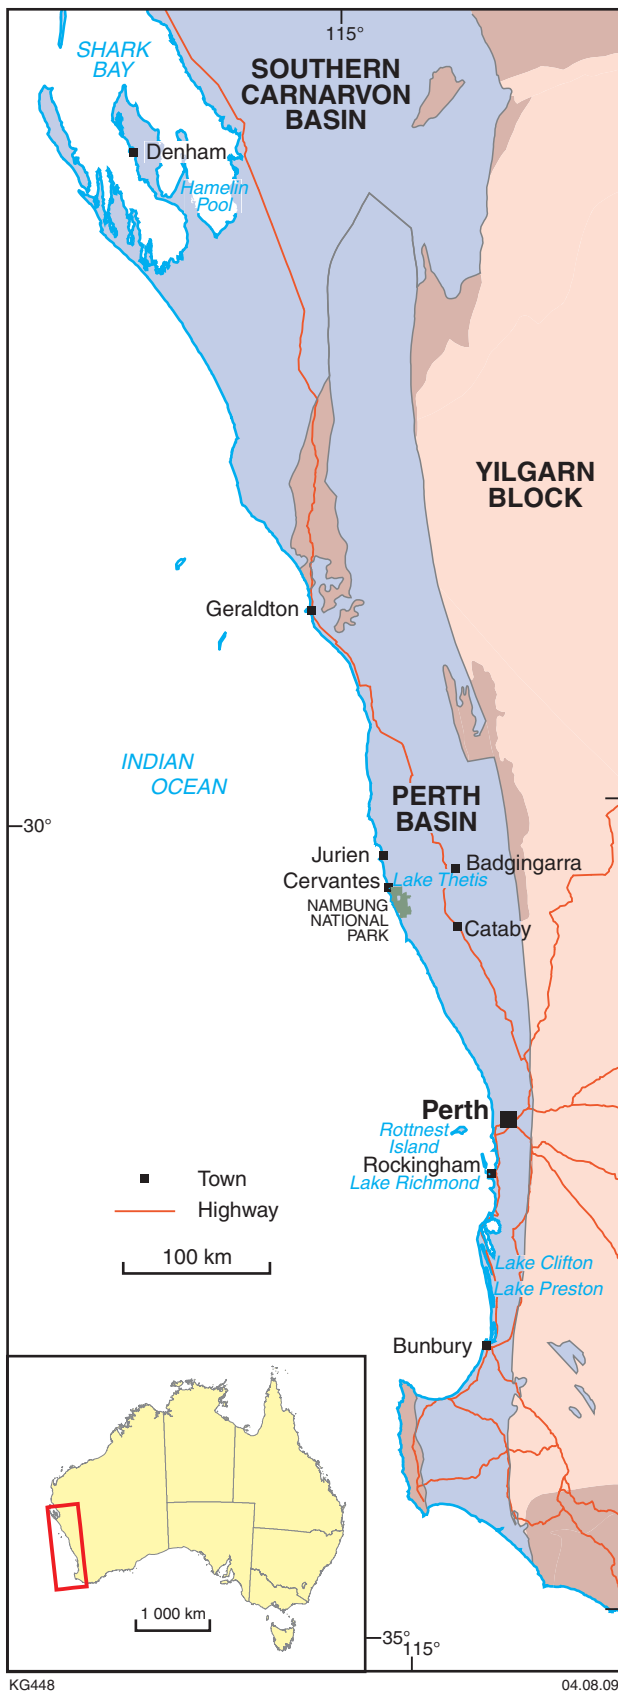 115°
SHARK
BAY
SOUTHERN
CARNARVON
BASIN
Denham
Hamelin
Pool
YILGARN
BLOCK
Geraldton
INDIAN
OCEAN
PERTH
BASIN
30°
Jurien
Badgingarra
Cervantes
Lake Thetis
NAMBUNG
NATIONAL
PARK
Cataby
Perth
Rottnest
Island
Rockingham
Lake Richmond
Town
Highway
100 km
Lake Clifton
Lake Preston
Bunbury
1 000 km
35°
115°
KG448
04.08.09